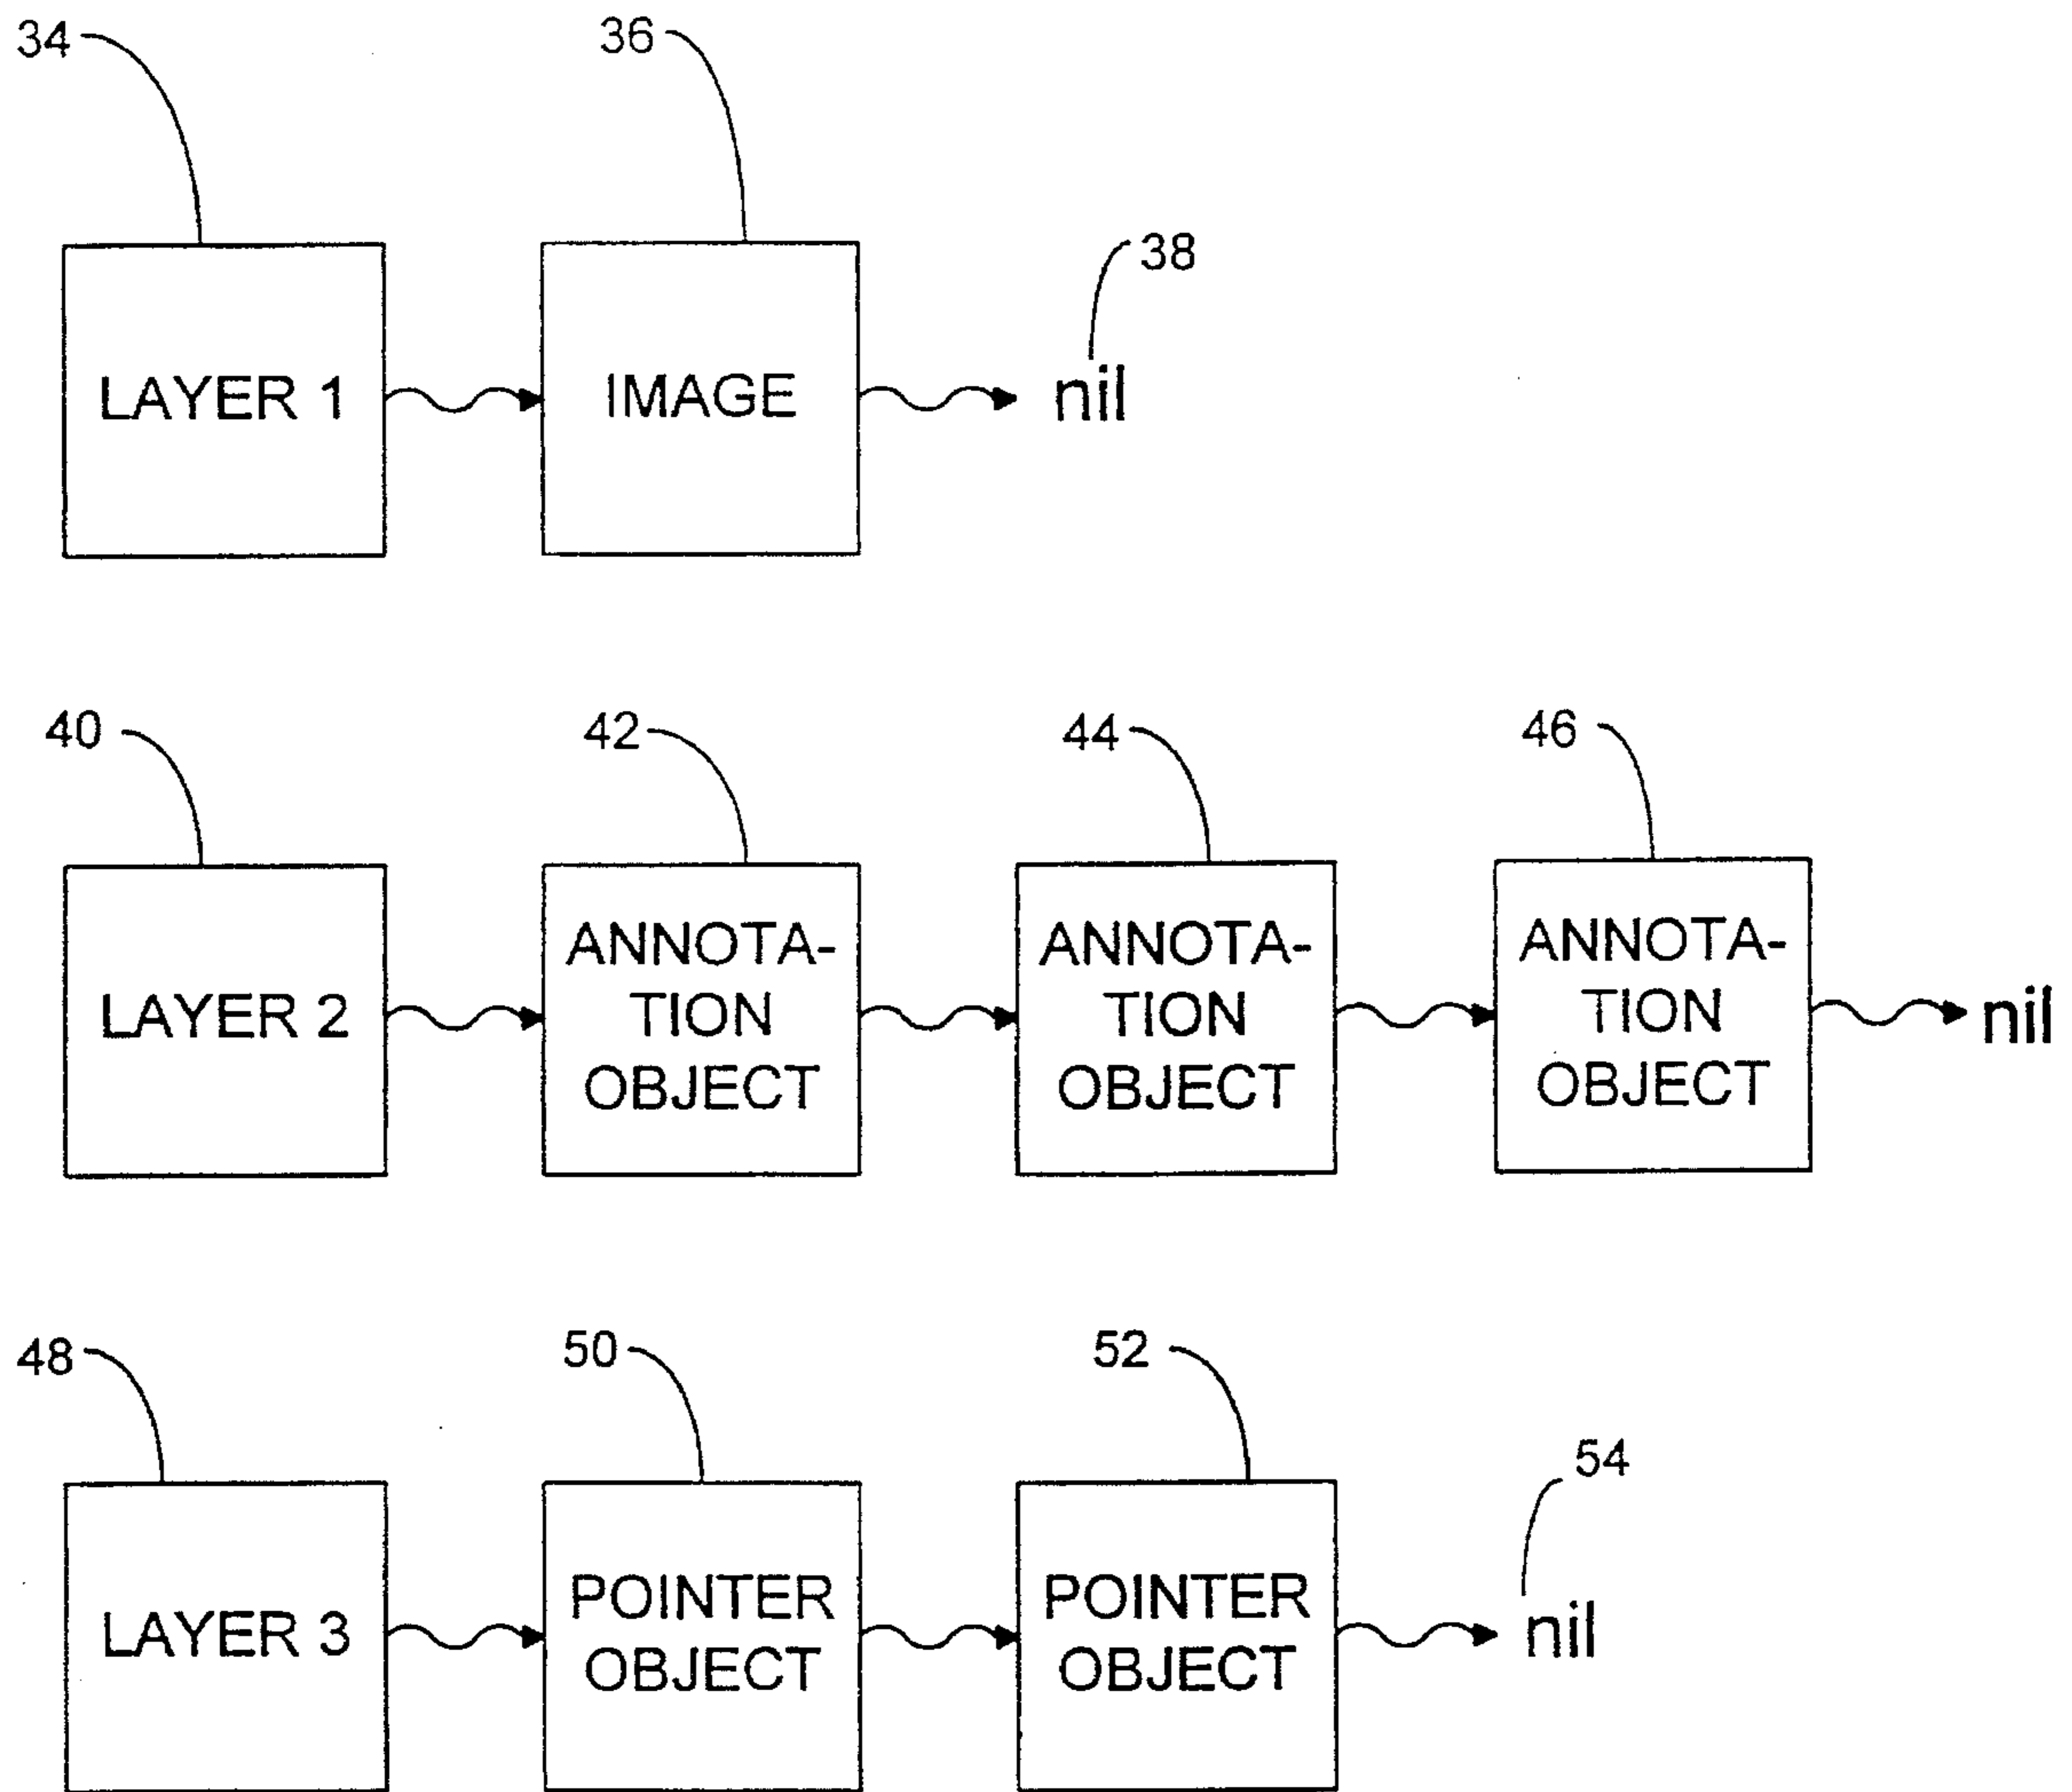 34
36
38
LAYER 1
IMAGE
nil
40
42
44
46
LAYER 2
ANNOTA-
TION
OBJECT
ANNOTA-
TION
OBJECT
ANNOTA-
TION
OBJECT
nil
48
50
52
54
LAYER 3
POINTER
OBJECT
POINTER
OBJECT
nil